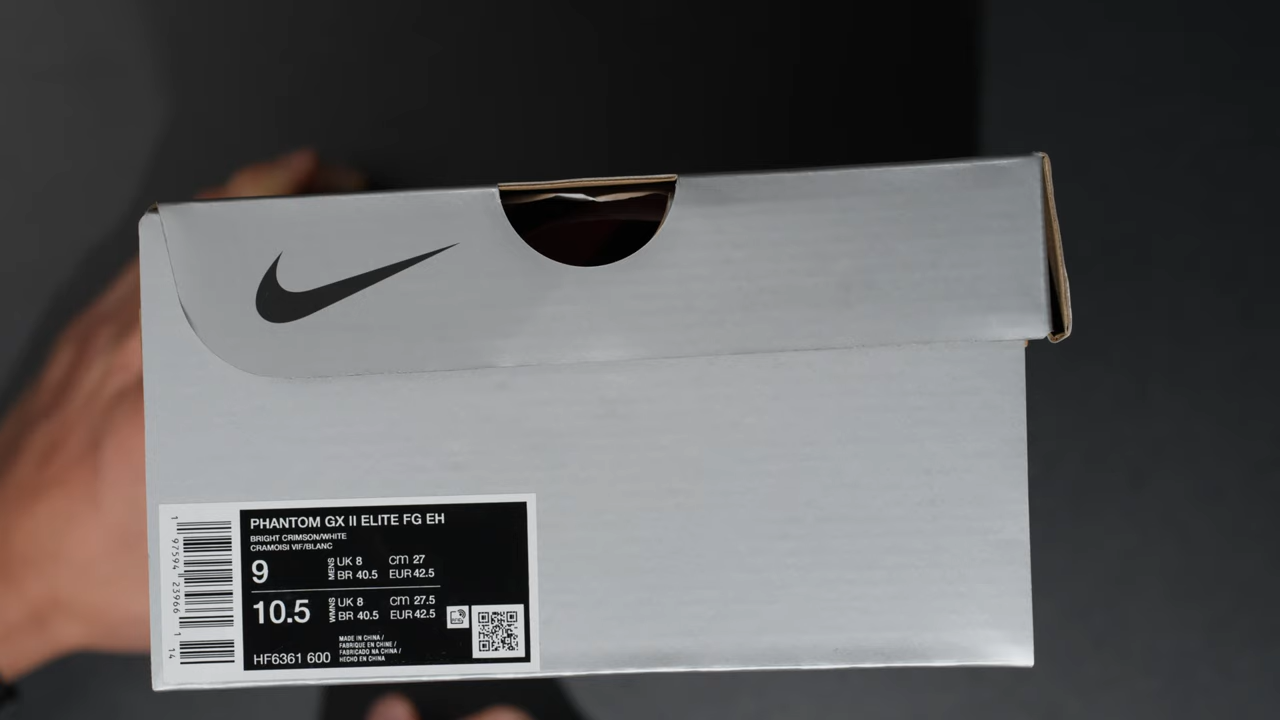 PHANTOM GX II ELITE FG EH
BRIGHT CRIMSON/WHITE
CRAMOISI VIF/BLANC
9 MENS UK 8 CM 27
BR 40.5 EUR 42.5
10.5 WMNS UK 8 CM 27.5
BR 40.5 EUR 42.5
MADE IN CHINA /
FABRIQUE EN CHINE /
FABRICADO NA CHINA /
HECHO EN CHINA
HF6361 600
1 97594 23966 1 14